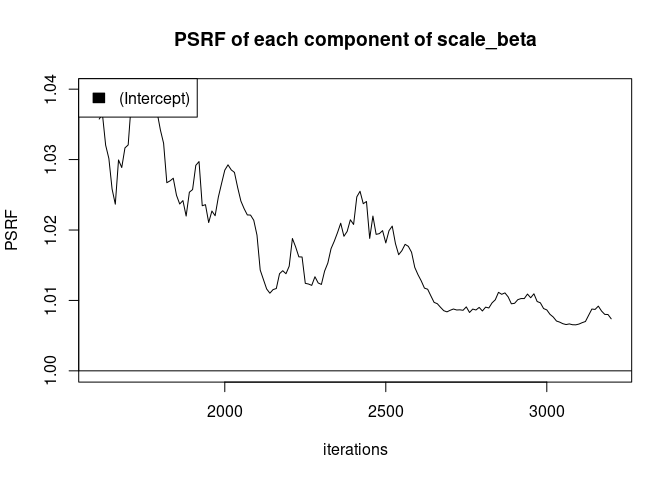 PSRF of each component of scale_beta
(Intercept)
PSRF
1.04
1.03
1.02
1.01
1.00
2000 2500 3000
iterations